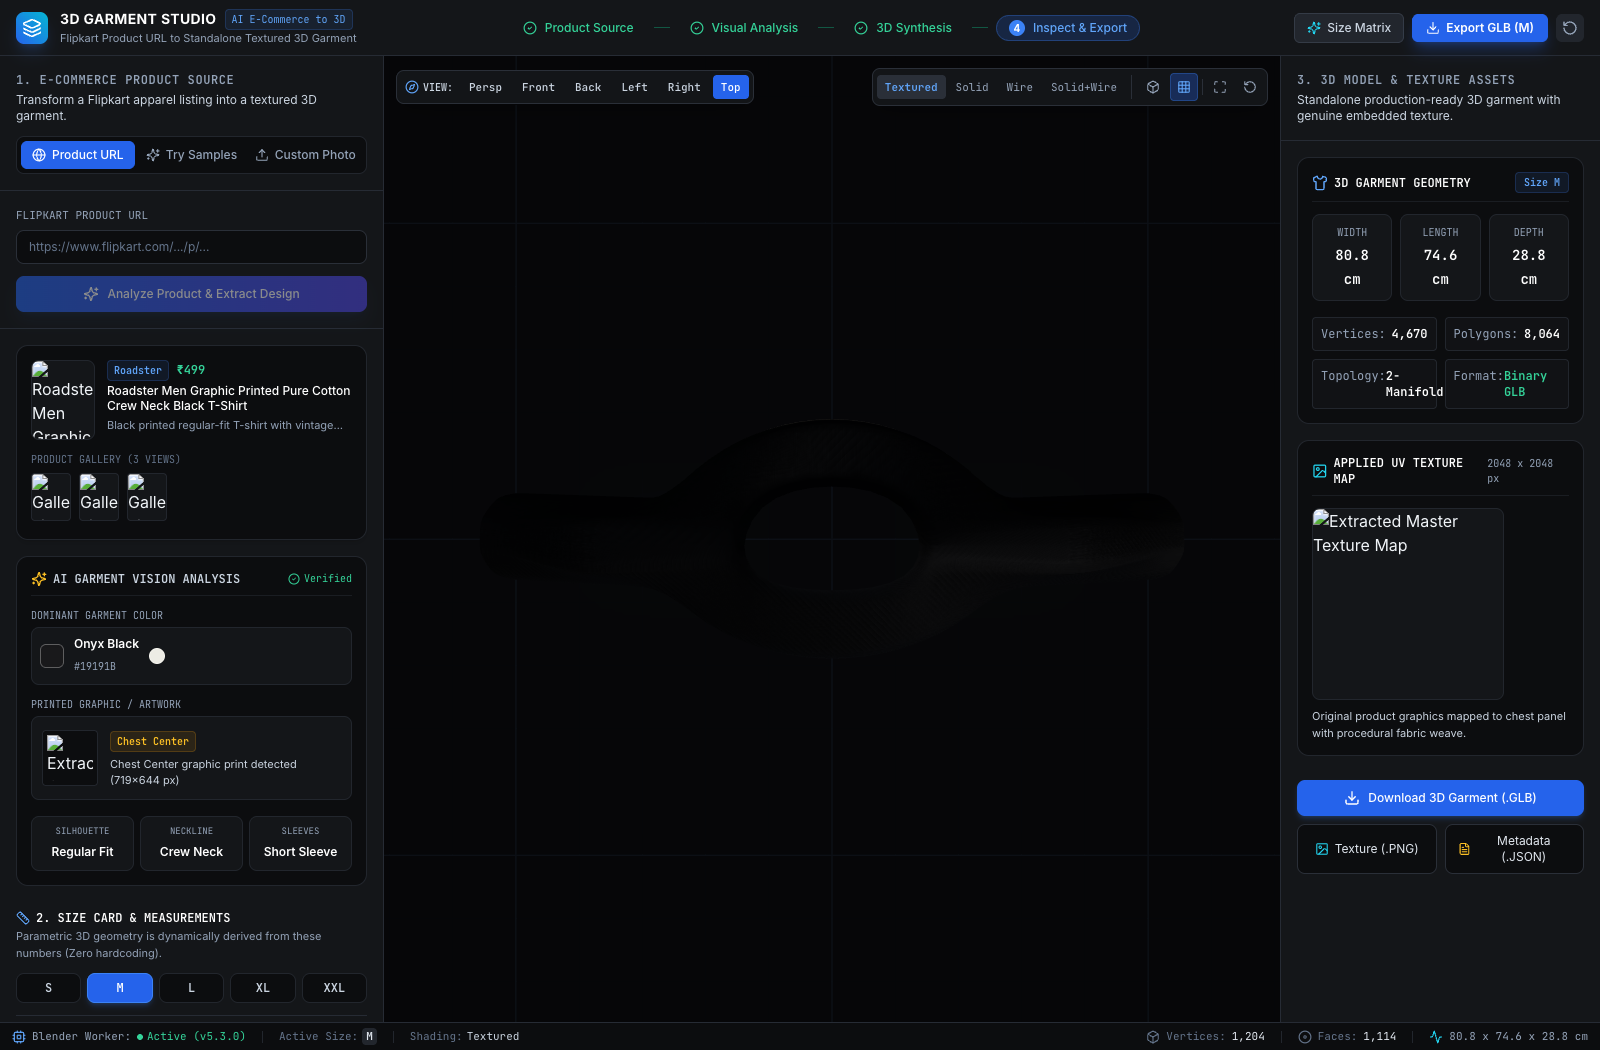 3D GARMENT STUDIO
AI E-Commerce to 3D
Flipkart Product URL to Standalone Textured 3D Garment
Product Source
Visual Analysis
3D Synthesis
4 Inspect & Export
Size Matrix
Export GLB (M)
1. E-COMMERCE PRODUCT SOURCE
Transform a Flipkart apparel listing into a textured 3D
garment.
Product URL
Try Samples
Custom Photo
FLIPKART PRODUCT URL
https://www.flipkart.com/.../p/...
Analyze Product & Extract Design
Roadste
Men
Graphic
Roadster
₹499
Roadster Men Graphic Printed Pure Cotton
Crew Neck Black T-Shirt
Black printed regular-fit T-shirt with vintage...
PRODUCT GALLERY (3 VIEWS)
Galle
Galle
Galle
AI GARMENT VISION ANALYSIS
Verified
DOMINANT GARMENT COLOR
Onyx Black
#19191B
PRINTED GRAPHIC / ARTWORK
Extrac
Chest Center
Chest Center graphic print detected
(719×644 px)
SILHOUETTE
Regular Fit
NECKLINE
Crew Neck
SLEEVES
Short Sleeve
2. SIZE CARD & MEASUREMENTS
Parametric 3D geometry is dynamically derived from these
numbers (Zero hardcoding).
S
M
L
XL
XXL
VIEW:
Persp
Front
Back
Left
Right
Top
Textured
Solid
Wire
Solid+Wire
3. 3D MODEL & TEXTURE ASSETS
Standalone production-ready 3D garment with
genuine embedded texture.
3D GARMENT GEOMETRY
Size M
WIDTH
80.8
cm
LENGTH
74.6
cm
DEPTH
28.8
cm
Vertices: 4,670
Polygons: 8,064
Topology: 2-
Manifold
Format: Binary
GLB
APPLIED UV TEXTURE
MAP
2048 x 2048
px
Extracted Master
Texture Map
Original product graphics mapped to chest panel
with procedural fabric weave.
Download 3D Garment (.GLB)
Texture (.PNG)
Metadata
(.JSON)
Blender Worker: Active (v5.3.0)
Active Size: M
Shading: Textured
Vertices: 1,204
Faces: 1,114
80.8 x 74.6 x 28.8 cm